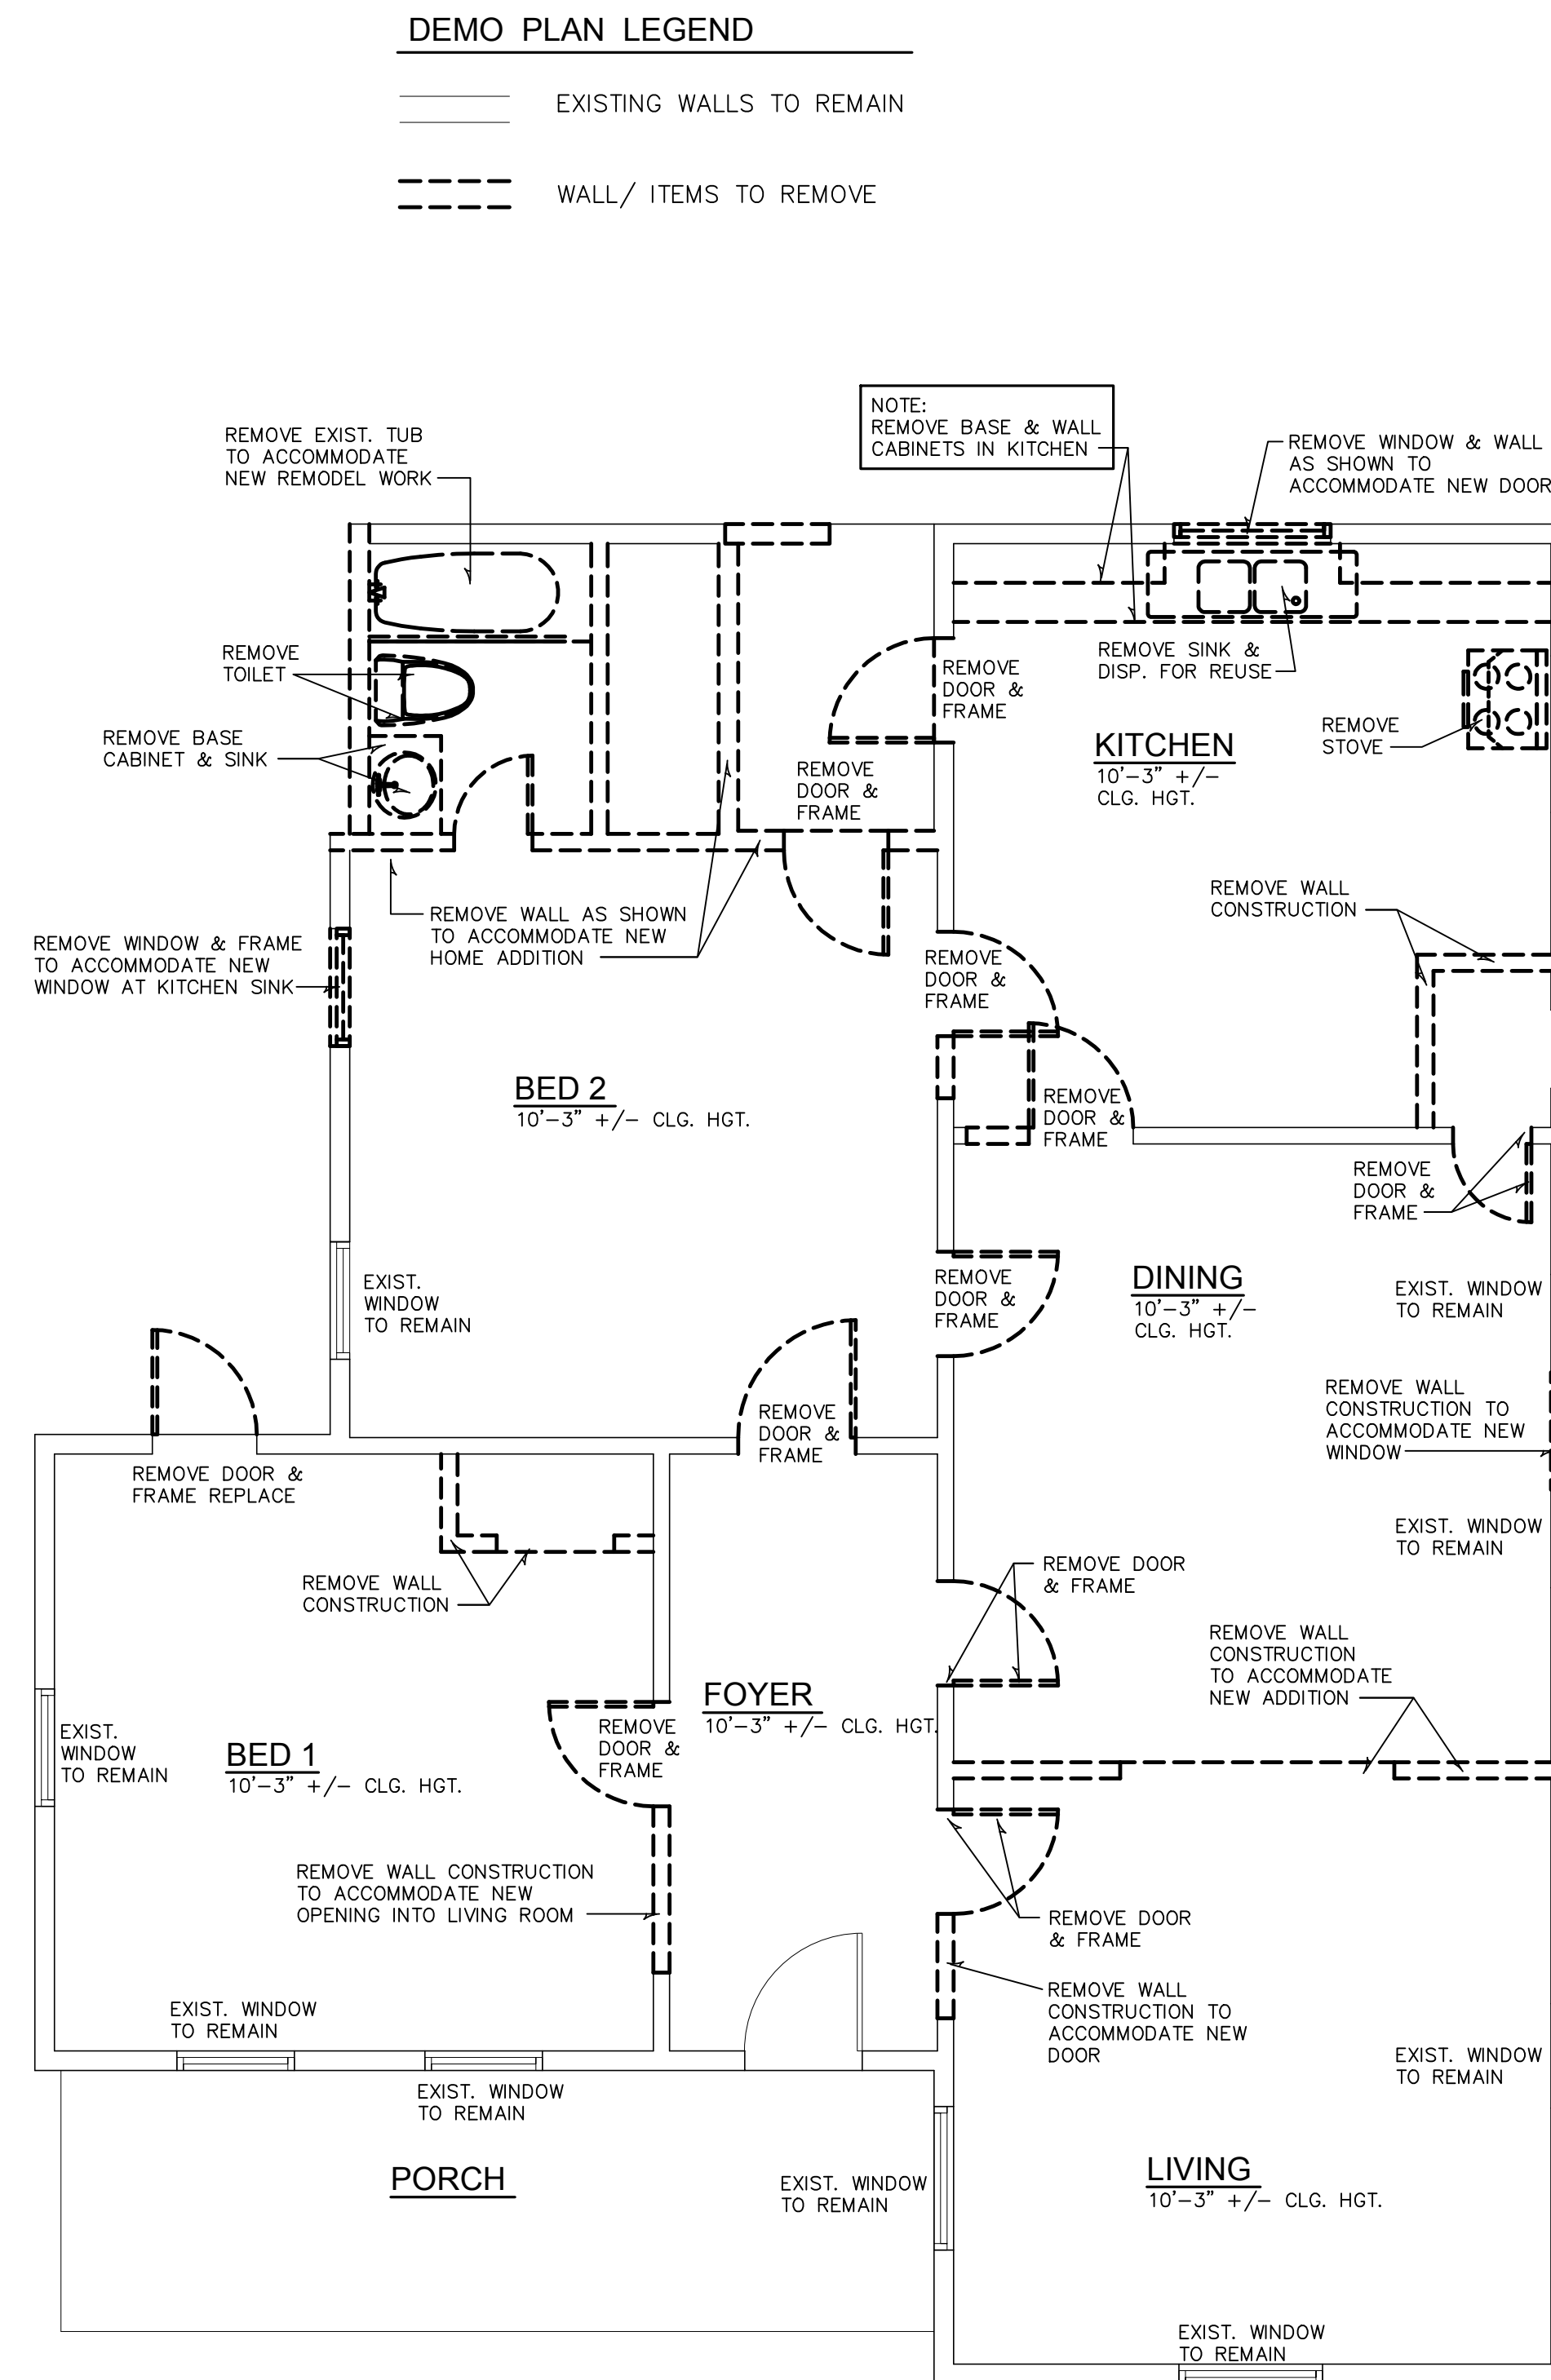 DEMO PLAN LEGEND
EXISTING WALLS TO REMAIN
WALL/ ITEMS TO REMOVE
NOTE:
REMOVE BASE & WALL
CABINETS IN KITCHEN
REMOVE EXIST. TUB
TO ACCOMMODATE
NEW REMODEL WORK
REMOVE WINDOW & WALL
AS SHOWN TO
ACCOMMODATE NEW DOOR
REMOVE
TOILET
REMOVE SINK &
DISP. FOR REUSE
REMOVE
DOOR &
FRAME
REMOVE BASE
CABINET & SINK
REMOVE
STOVE
KITCHEN
10'-3" +/-
CLG. HGT.
REMOVE
DOOR &
FRAME
REMOVE WALL
CONSTRUCTION
REMOVE WALL AS SHOWN
TO ACCOMMODATE NEW
HOME ADDITION
REMOVE WINDOW & FRAME
TO ACCOMMODATE NEW
WINDOW AT KITCHEN SINK
REMOVE
DOOR &
FRAME
BED 2
10'-3" +/- CLG. HGT.
REMOVE
DOOR &
FRAME
REMOVE
DOOR &
FRAME
EXIST.
WINDOW
TO REMAIN
REMOVE
DOOR &
FRAME
DINING
10'-3" +/-
CLG. HGT.
EXIST. WINDOW
TO REMAIN
REMOVE WALL
CONSTRUCTION TO
ACCOMMODATE NEW
WINDOW
REMOVE
DOOR &
FRAME
REMOVE DOOR &
FRAME REPLACE
EXIST. WINDOW
TO REMAIN
REMOVE WALL
CONSTRUCTION
REMOVE DOOR
& FRAME
REMOVE WALL
CONSTRUCTION
TO ACCOMMODATE
NEW ADDITION
FOYER
10'-3" +/- CLG. HGT.
EXIST.
WINDOW
TO REMAIN
BED 1
10'-3" +/- CLG. HGT.
REMOVE
DOOR &
FRAME
REMOVE WALL CONSTRUCTION
TO ACCOMMODATE NEW
OPENING INTO LIVING ROOM
REMOVE DOOR
& FRAME
REMOVE WALL
CONSTRUCTION TO
ACCOMMODATE NEW
DOOR
EXIST. WINDOW
TO REMAIN
EXIST. WINDOW
TO REMAIN
EXIST. WINDOW
TO REMAIN
PORCH
EXIST. WINDOW
TO REMAIN
LIVING
10'-3" +/- CLG. HGT.
EXIST. WINDOW
TO REMAIN